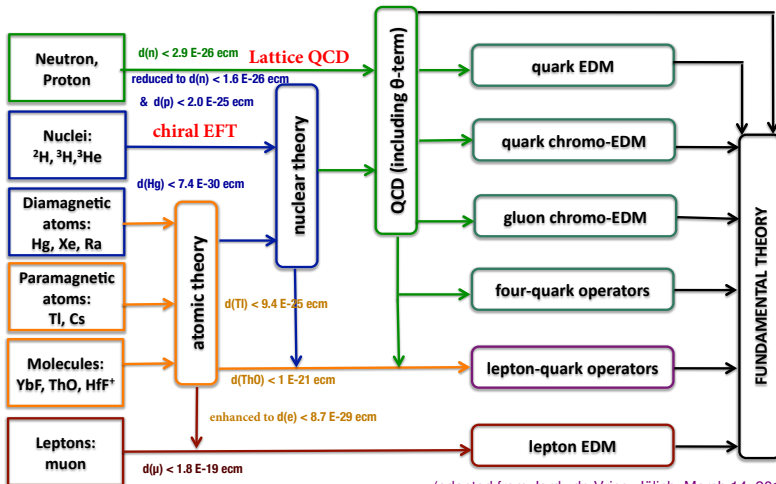 Neutron,
Proton
d(n) < 2.9 E-26 ecm
Lattice QCD
reduced to d(n) < 1.6 E-26 ecm
& d(p) < 2.0 E-25 ecm
Nuclei:
²H, ³H,³He
chiral EFT
d(Hg) < 7.4 E-30 ecm
Diamagnetic
atoms:
Hg, Xe, Ra
Paramagnetic
atoms:
Tl, Cs
Molecules:
YbF, ThO, HfF⁺
Leptons:
muon
atomic theory
nuclear theory
QCD (including θ-term)
d(Tl) < 9.4 E-25 ecm
d(ThO) < 1 E-21 ecm
enhanced to d(e) < 8.7 E-29 ecm
d(μ) < 1.8 E-19 ecm
quark EDM
quark chromo-EDM
gluon chromo-EDM
four-quark operators
lepton-quark operators
lepton EDM
FUNDAMENTAL THEORY